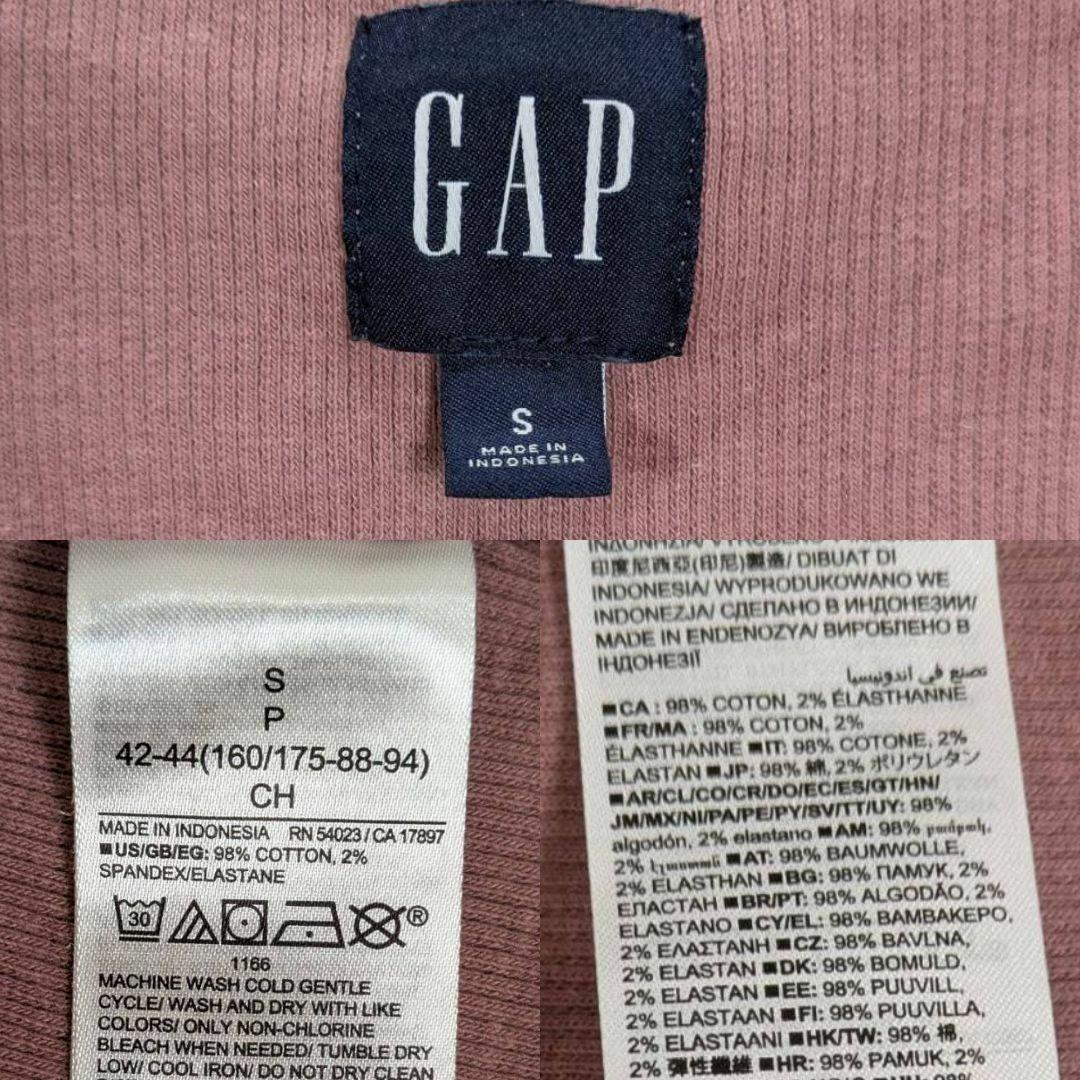 GAP
S
MADE IN
INDONESIA
S
P
42-44(160/175-88-94)
CH
MADE IN INDONESIA RN 54023 / CA 17897
■US/GB/EG: 98% COTTON, 2%
SPANDEX/ELASTANE
30
®
1166
MACHINE WASH COLD GENTLE
CYCLE/ WASH AND DRY WITH LIKE
COLORS/ ONLY NON-CHLORINE
BLEACH WHEN NEEDED/ TUMBLE DRY
LOW/ COOL IRON/ DO NOT DRY CLEAN
印度尼西亞(印尼)製造/ DIBUAT DI
INDONESIA/ WYPRODUKOWANO WE
INDONEZJA/ СДЕЛАНО В ИНДОНЕЗИИ/
MADE IN ENDENOZYA/ ВИРОБЛЕНО В
ІНДОНЕЗІЇ
تصنع في اندونيسيا
■CA : 98% COTON, 2% ÉLASTHANNE
■FR/MA : 98% COTON, 2%
ÉLASTHANNE ■IT: 98% COTONE, 2%
ELASTAN ■JP: 98% 綿, 2% ポリウレタン
■AR/CL/CO/CR/DO/EC/ES/GT/HN/
JM/MX/NI/PA/PE/PY/SV/TT/UY: 98%
algodón, 2% elastano ■AM: 98% բամբակ,
2% էլաստան ■AT: 98% BAUMWOLLE,
2% ELASTHAN ■BG: 98% ПАМУК, 2%
ЕЛАСТАН ■BR/PT: 98% ALGODÃO, 2%
ELASTANO ■CY/EL: 98% ΒΑΜΒΑΚΕΡΟ,
2% ΕΛΑΣΤΑΝΗ ■CZ: 98% BAVLNA,
2% ELASTAN ■DK: 98% BOMULD,
2% ELASTAN ■EE: 98% PUUVILL,
2% ELASTAAN ■FI: 98% PUUVILLA,
2% ELASTAANI ■HK/TW: 98% 棉,
2% 彈性纖維 ■HR: 98% PAMUK, 2%